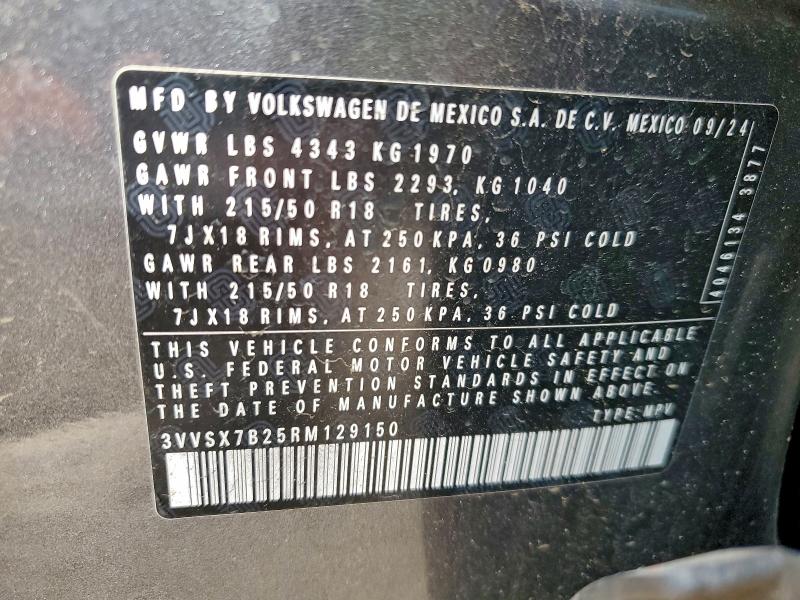 MFD BY VOLKSWAGEN DE MEXICO S.A. DE C.V. MEXICO 09/24
GVWR LBS 4343 KG 1970
GAWR FRONT LBS 2293, KG 1040
WITH 215/50 R18 TIRES,
7JX18 RIMS, AT 250 KPA, 36 PSI COLD
GAWR REAR LBS 2161, KG 0980
WITH 215/50 R18 TIRES,
7JX18 RIMS, AT 250 KPA, 36 PSI COLD
THIS VEHICLE CONFORMS TO ALL APPLICABLE
U.S. FEDERAL MOTOR VEHICLE SAFETY AND
THEFT PREVENTION STANDARDS IN EFFECT ON
THE DATE OF MANUFACTURE SHOWN ABOVE.
TYPE: MPV
3VVSX7B25RM129150
4046134 3877